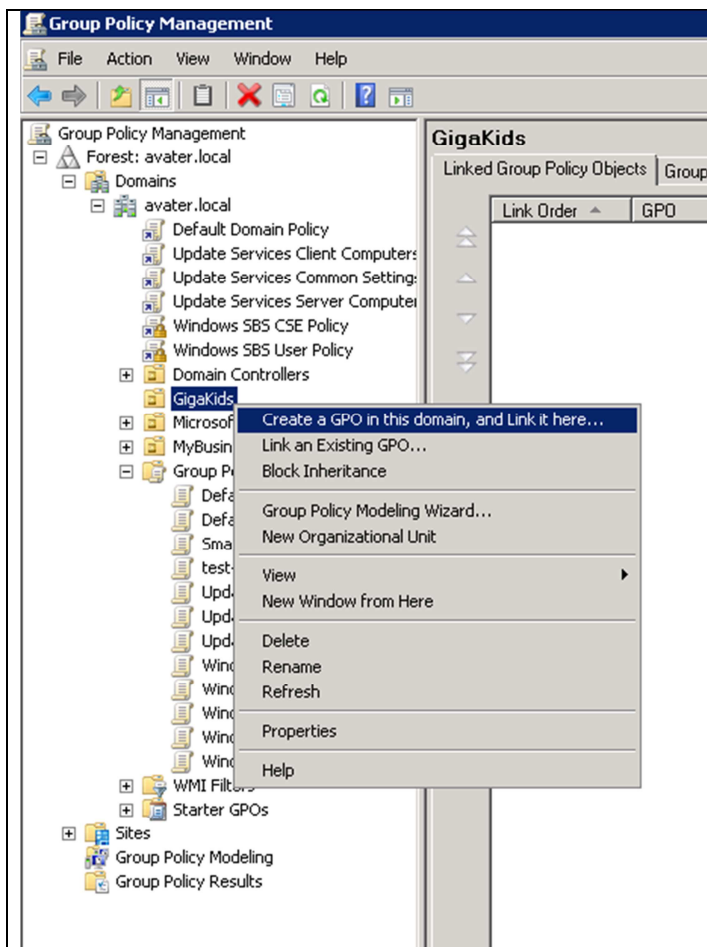 Group Policy Management
File Action View Window Help
Group Policy Management
Forest: avater.local
Domains
avater.local
Default Domain Policy
Update Services Client Computers
Update Services Common Setting
Update Services Server Compute
Windows SBS CSE Policy
Windows SBS User Policy
Domain Controllers
GigaKids
Microsof
MyBusin
Group P
Defa
Defa
Sma
test-
Upd
Upd
Upd
Wind
Wind
Wind
Wind
Wind
WMI Filters
Starter GPOs
Sites
Group Policy Modeling
Group Policy Results
GigaKids
Linked Group Policy Objects Group
Link Order GPO
Create a GPO in this domain, and Link it here...
Link an Existing GPO...
Block Inheritance
Group Policy Modeling Wizard...
New Organizational Unit
View
New Window from Here
Delete
Rename
Refresh
Properties
Help